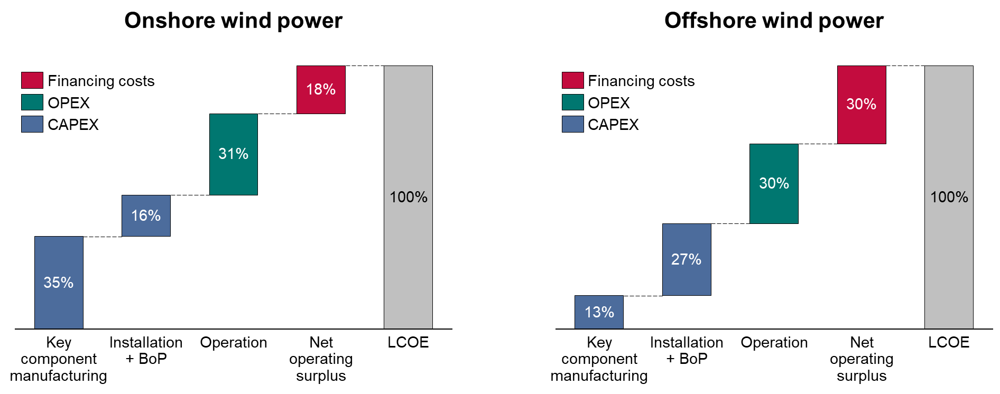 Onshore wind power
Financing costs
OPEX
CAPEX
18%
31%
16%
35%
100%
Key
component
manufacturing
Installation
+ BoP
Operation
Net
operating
surplus
LCOE
Offshore wind power
Financing costs
OPEX
CAPEX
30%
30%
27%
13%
100%
Key
component
manufacturing
Installation
+ BoP
Operation
Net
operating
surplus
LCOE